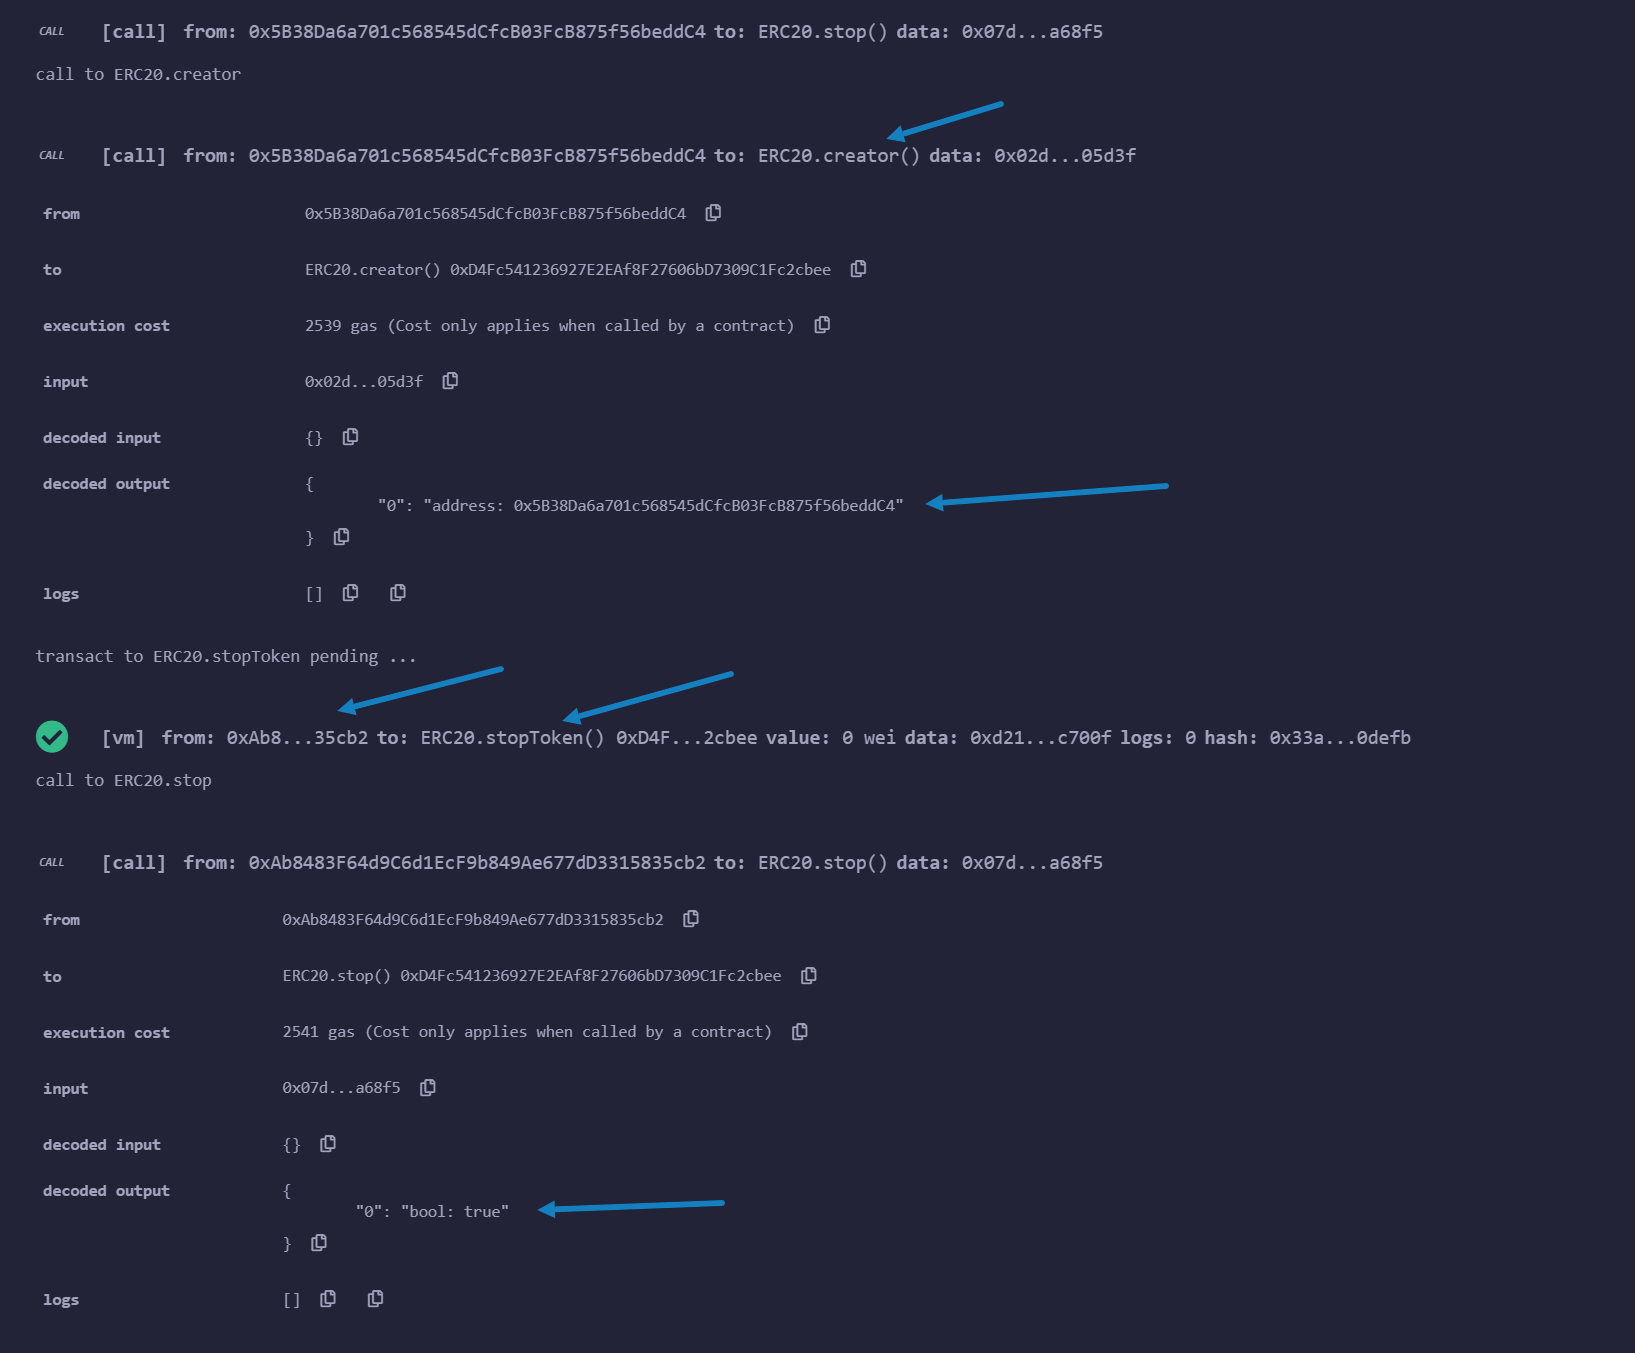 CALL [call] from: 0x5B38Da6a701c568545dCfcB03FcB875f56beddC4 to: ERC20.stop() data: 0x07d...a68f5
call to ERC20.creator
CALL [call] from: 0x5B38Da6a701c568545dCfcB03FcB875f56beddC4 to: ERC20.creator() data: 0x02d...05d3f
from 0x5B38Da6a701c568545dCfcB03FcB875f56beddC4
to ERC20.creator() 0xD4Fc541236927E2EAf8F27606bD7309C1Fc2cbee
execution cost 2539 gas (Cost only applies when called by a contract)
input 0x02d...05d3f
decoded input {}
decoded output {
"0": "address: 0x5B38Da6a701c568545dCfcB03FcB875f56beddC4"
}
logs []
transact to ERC20.stopToken pending ...
[vm] from: 0xAb8...35cb2 to: ERC20.stopToken() 0xD4F...2cbee value: 0 wei data: 0xd21...c700f logs: 0 hash: 0x33a...0defb
call to ERC20.stop
CALL [call] from: 0xAb8483F64d9C6d1EcF9b849Ae677dD3315835cb2 to: ERC20.stop() data: 0x07d...a68f5
from 0xAb8483F64d9C6d1EcF9b849Ae677dD3315835cb2
to ERC20.stop() 0xD4Fc541236927E2EAf8F27606bD7309C1Fc2cbee
execution cost 2541 gas (Cost only applies when called by a contract)
input 0x07d...a68f5
decoded input {}
decoded output {
"0": "bool: true"
}
logs []